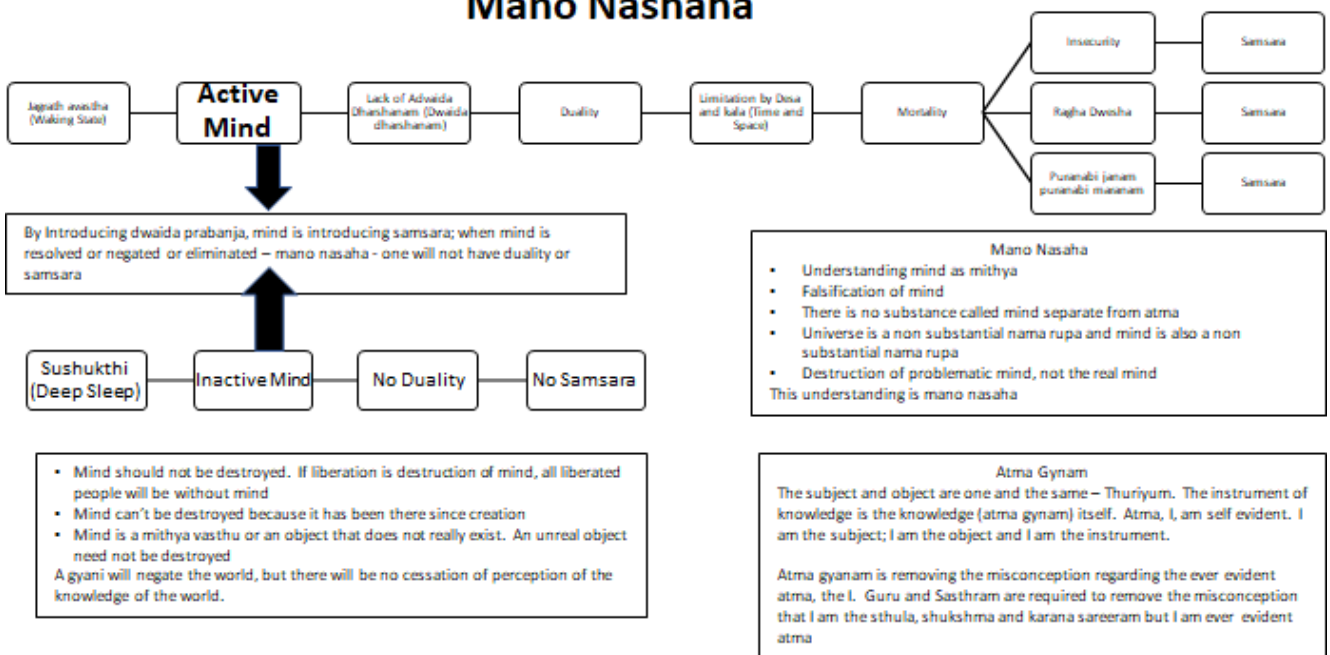 Mano Nashana
Insecurity
Samsara
Jagrath avastha
(Waking State)
Active
Mind
Lack of Advaida
Dharshanam (Dwaida
dharshanam)
Duality
Limitation by Desa
and kala (Time and
Space)
Mortality
Ragha Dwesha
Samsara
Puranabi janam
puranabi maranam
Samsara
By Introducing dwaida prabanja, mind is introducing samsara; when mind is
resolved or negated or eliminated – mano nasaha - one will not have duality or
samsara
Sushukthi
(Deep Sleep)
Inactive Mind
No Duality
No Samsara
Mano Nasaha
▪ Understanding mind as mithya
▪ Falsification of mind
▪ There is no substance called mind separate from atma
▪ Universe is a non substantial nama rupa and mind is also a non
substantial nama rupa
▪ Destruction of problematic mind, not the real mind
This understanding is mano nasaha
▪ Mind should not be destroyed. If liberation is destruction of mind, all liberated
people will be without mind
▪ Mind can't be destroyed because it has been there since creation
▪ Mind is a mithya vasthu or an object that does not really exist. An unreal object
need not be destroyed
A gyani will negate the world, but there will be no cessation of perception of the
knowledge of the world.
Atma Gynam
The subject and object are one and the same – Thuriyum. The instrument of
knowledge is the knowledge (atma gynam) itself. Atma, I, am self evident. I
am the subject; I am the object and I am the instrument.
Atma gyanam is removing the misconception regarding the ever evident
atma, the I. Guru and Sasthram are required to remove the misconception
that I am the sthula, shukshma and karana sareeram but I am ever evident
atma